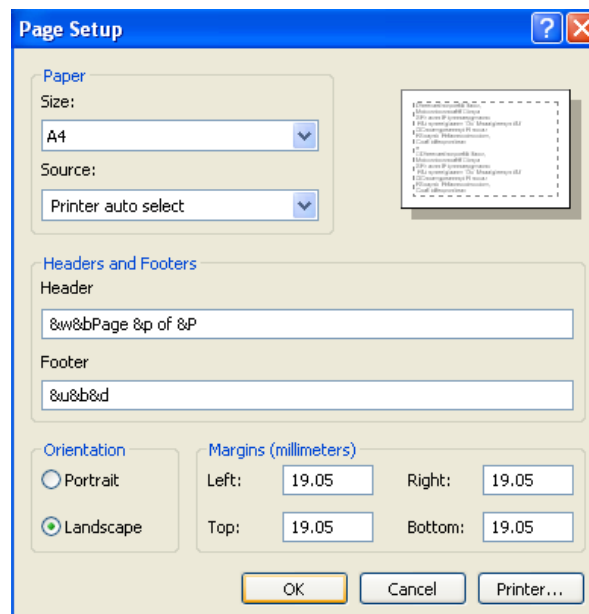 Page Setup
Paper
Size:
A4
Source:
Printer auto select
Headers and Footers
Header
&w&bPage &p of &P
Footer
&u&b&d
Orientation
Portrait
Landscape
Margins (millimeters)
Left: 19.05 Right: 19.05
Top: 19.05 Bottom: 19.05
OK Cancel Printer...